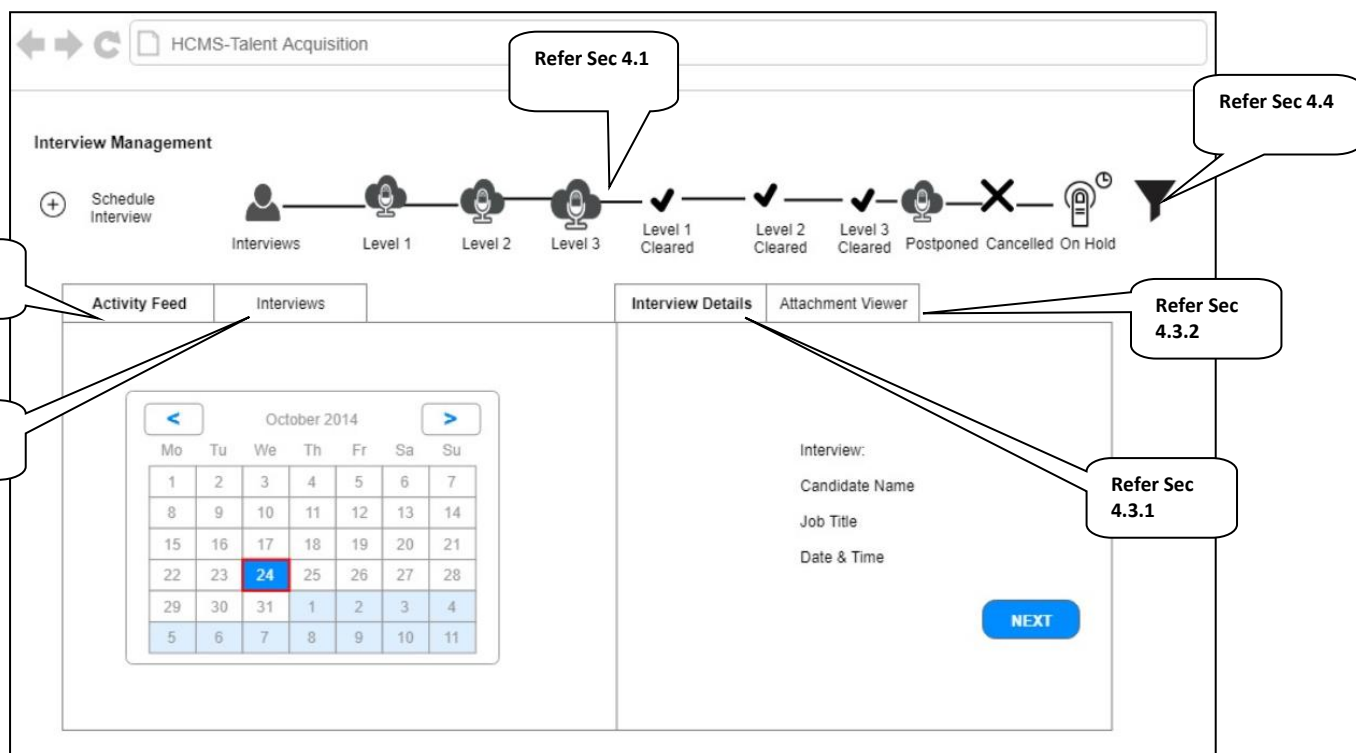 HCMS-Talent Acquisition
Refer Sec 4.1
Refer Sec 4.4
Interview Management
Schedule
Interview
Interviews
Level 1
Level 2
Level 3
Level 1
Cleared
Level 2
Cleared
Level 3
Cleared
Postponed
Cancelled
On Hold
Activity Feed
Interviews
Interview Details
Attachment Viewer
Refer Sec
4.3.2
< October 2014 >
Mo Tu We Th Fr Sa Su
1 2 3 4 5 6 7
8 9 10 11 12 13 14
15 16 17 18 19 20 21
22 23 24 25 26 27 28
29 30 31 1 2 3 4
5 6 7 8 9 10 11
Interview:
Candidate Name
Job Title
Date & Time
Refer Sec
4.3.1
NEXT